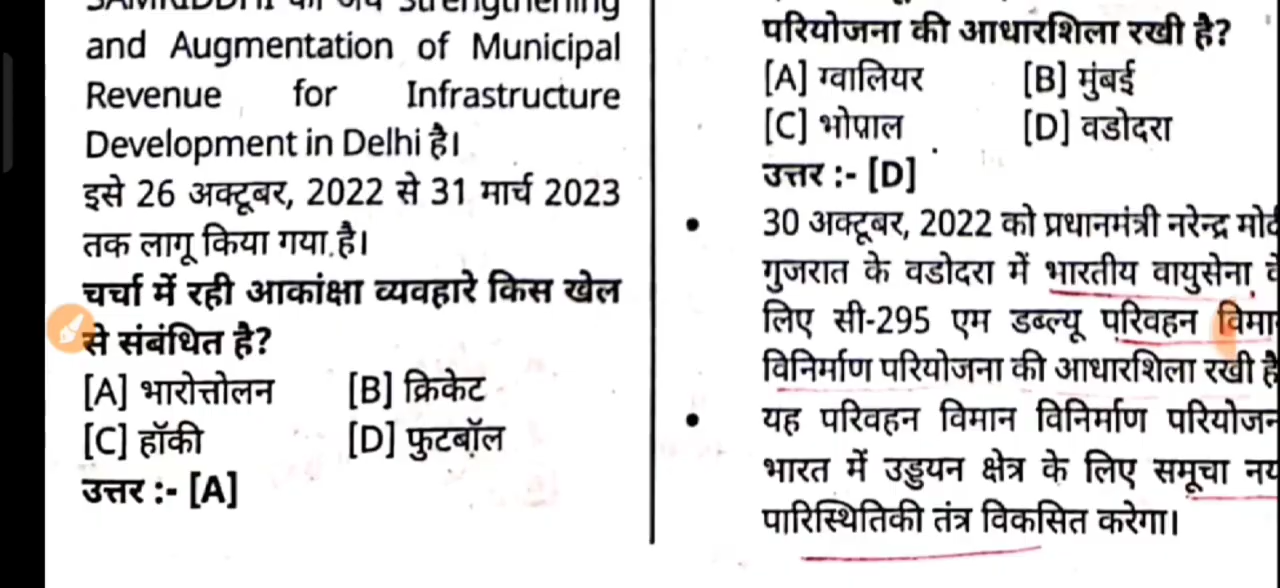 and Augmentation of Municipal
Revenue for Infrastructure
Development in Delhi है।
इसे 26 अक्टूबर, 2022 से 31 मार्च 2023
तक लागू किया गया है।
चर्चा में रही आकांक्षा व्यवहारे किस खेल
से संबंधित है?
[A] भारोत्तोलन [B] क्रिकेट
[C] हॉकी [D] फुटबॉल
उत्तर :- [A]
परियोजना की आधारशिला रखी है?
[A] ग्वालियर [B] मुंबई
[C] भोपाल [D] वडोदरा
उत्तर :- [D]
• 30 अक्टूबर, 2022 को प्रधानमंत्री नरेन्द्र
गुजरात के वडोदरा में भारतीय वायुसेना
लिए सी-295 एम डब्ल्यू परिवहन
विनिर्माण परियोजना की आधारशिला रखी है
• यह परिवहन विमान विनिर्माण
भारत में उड्डयन क्षेत्र के लिए समूचा
पारिस्थितिकी तंत्र विकसित करेगा।